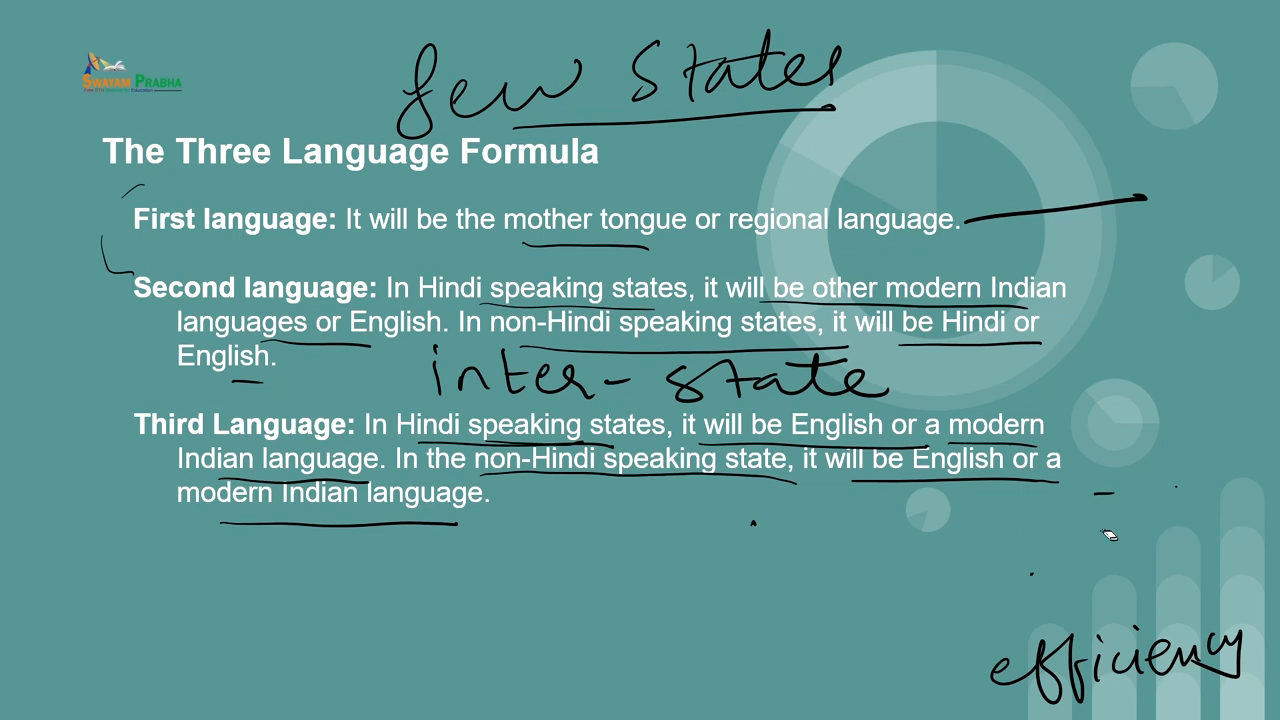 few states
SWAYAM PRABHA
The Three Language Formula
First language: It will be the mother tongue or regional language.
Second language: In Hindi speaking states, it will be other modern Indian
languages or English. In non-Hindi speaking states, it will be Hindi or
English.
inter-state
Third Language: In Hindi speaking states, it will be English or a modern
Indian language. In the non-Hindi speaking state, it will be English or a
modern Indian language.
efficiency